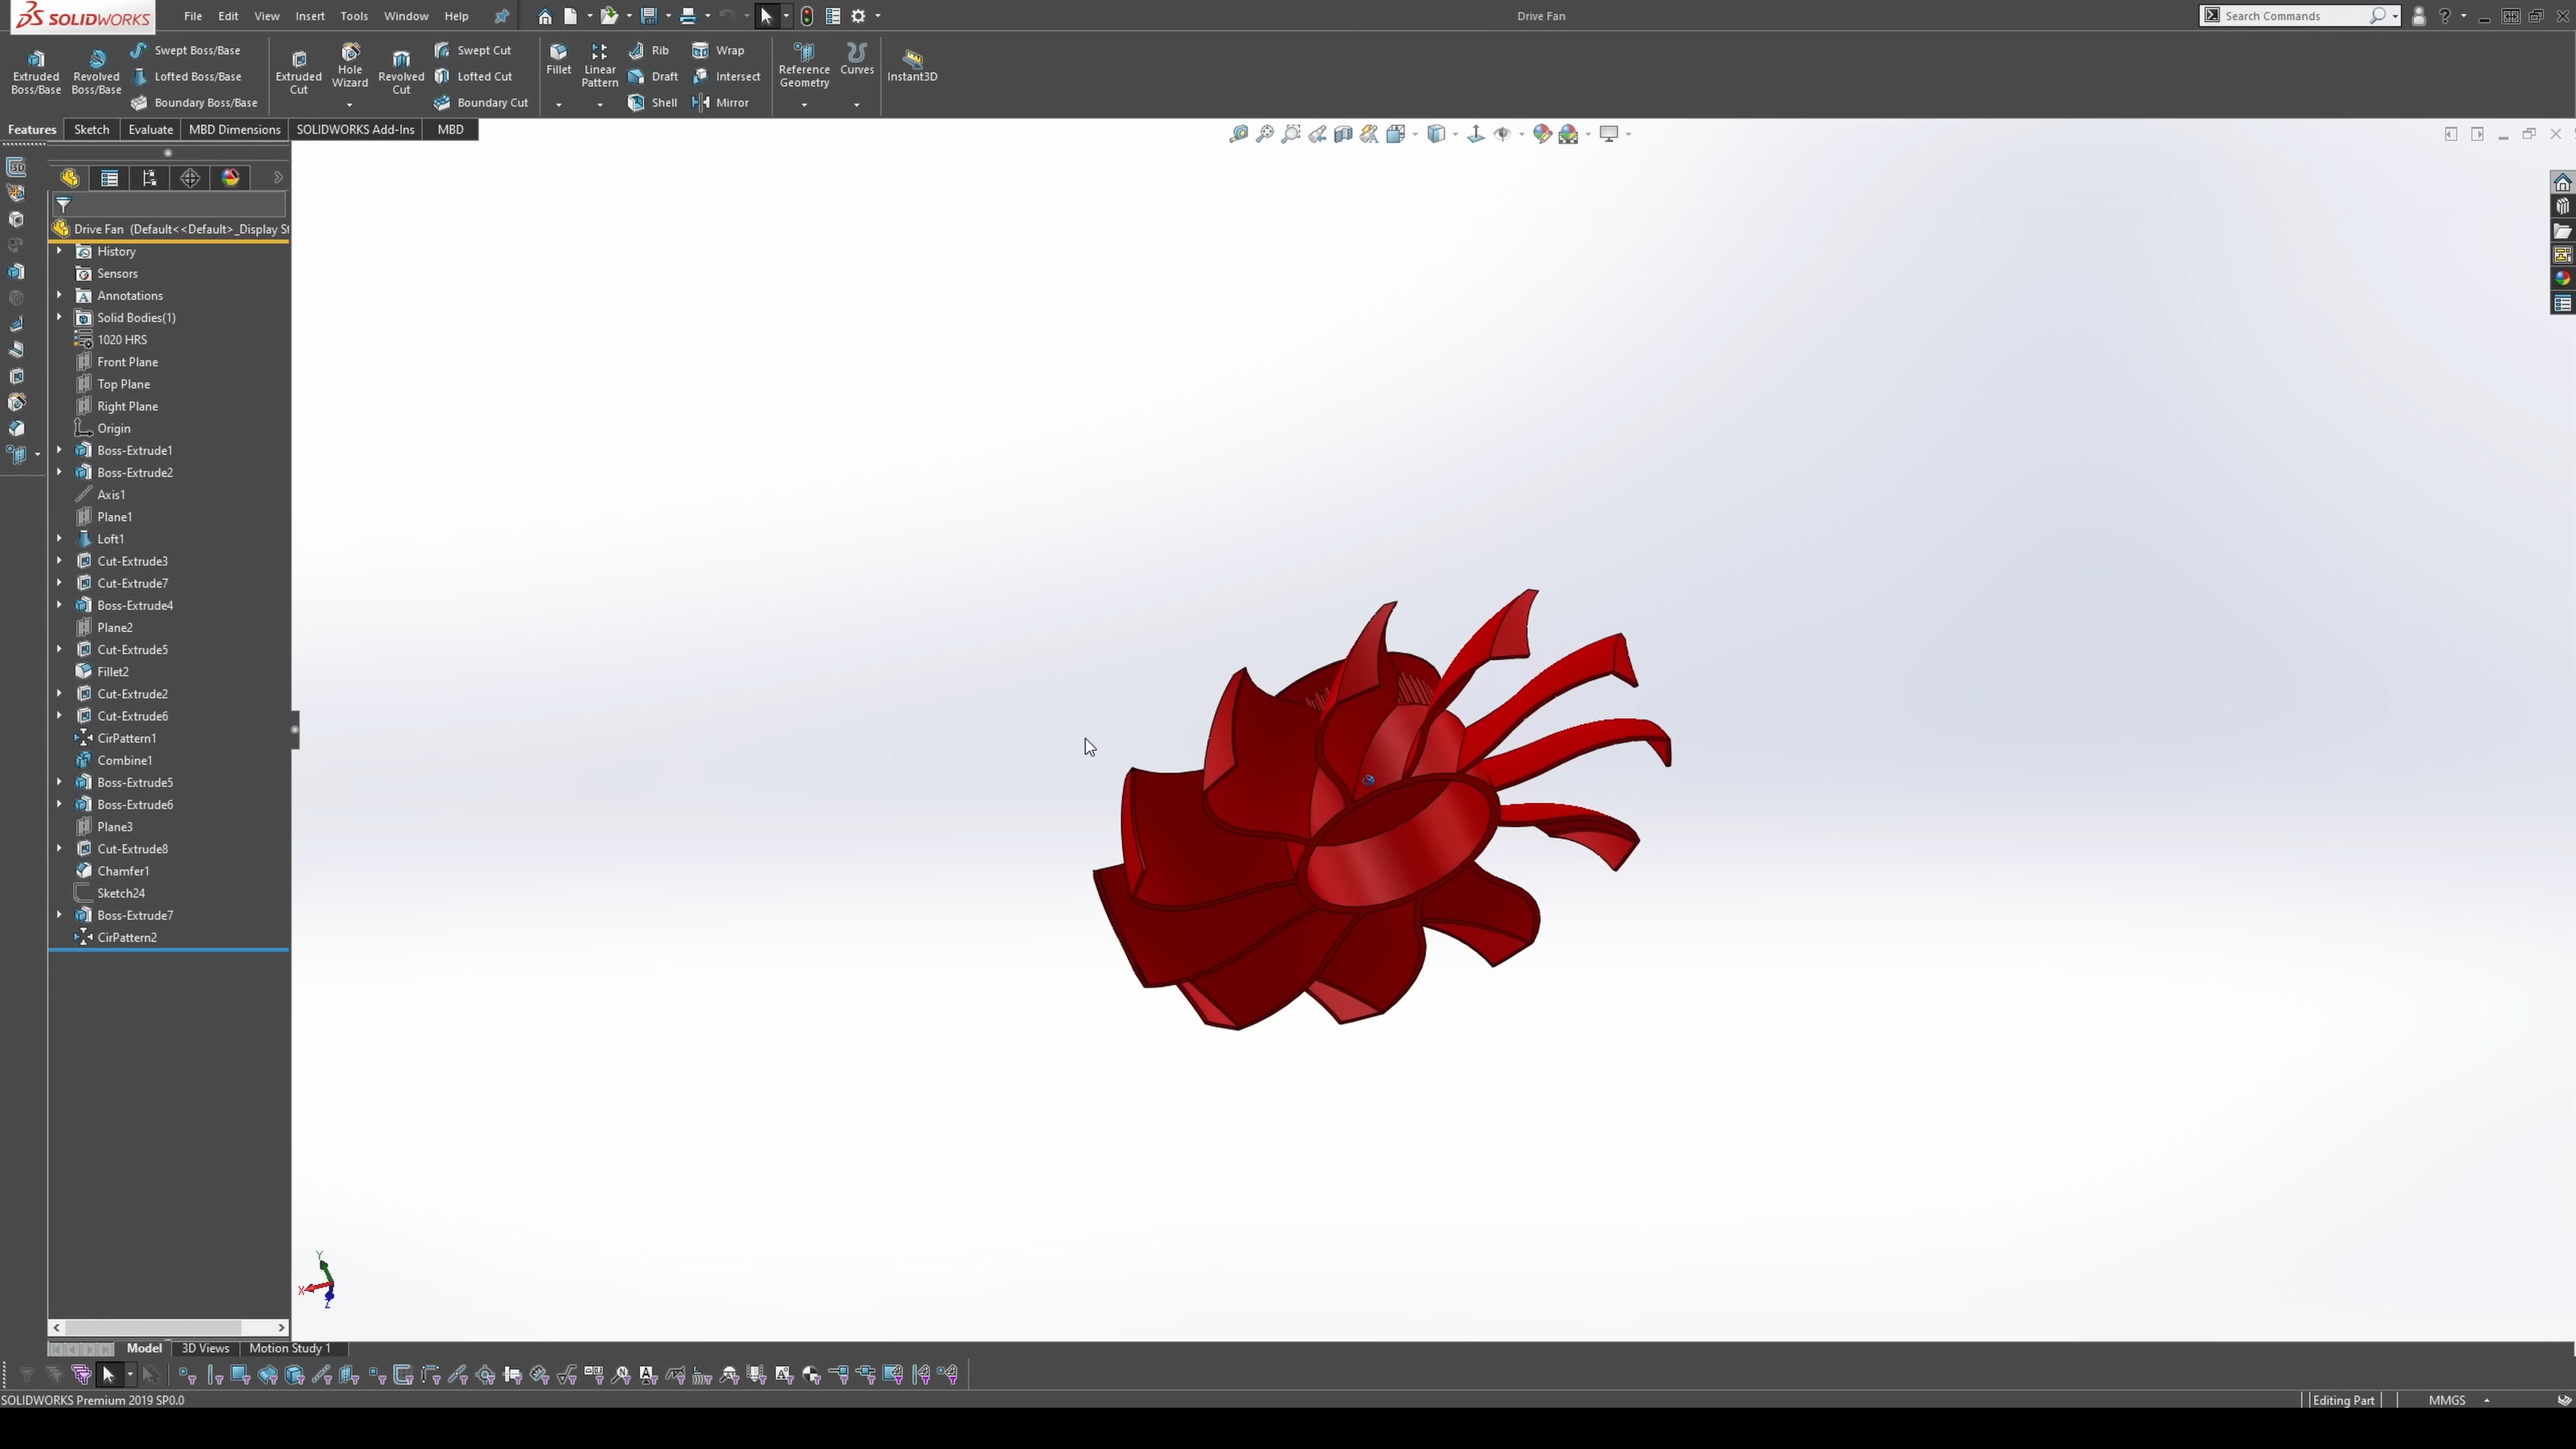 SOLIDWORKS File Edit View Insert Tools Window Help Drive Fan Search Commands
Extruded Boss/Base
Revolved Boss/Base
Swept Boss/Base
Lofted Boss/Base
Boundary Boss/Base
Extruded Cut
Hole Wizard
Revolved Cut
Swept Cut
Lofted Cut
Boundary Cut
Fillet
Linear Pattern
Rib
Draft
Shell
Wrap
Intersect
Mirror
Reference Geometry
Curves
Instant3D
Features Sketch Evaluate MBD Dimensions SOLIDWORKS Add-Ins MBD
Drive Fan (Default<<Default>_Display St
History
Sensors
Annotations
Solid Bodies(1)
1020 HRS
Front Plane
Top Plane
Right Plane
Origin
Boss-Extrude1
Boss-Extrude2
Axis1
Plane1
Loft1
Cut-Extrude3
Cut-Extrude7
Boss-Extrude4
Plane2
Cut-Extrude5
Fillet2
Cut-Extrude2
Cut-Extrude6
CirPattern1
Combine1
Boss-Extrude5
Boss-Extrude6
Plane3
Cut-Extrude8
Chamfer1
Sketch24
Boss-Extrude7
CirPattern2
Y
X
Z
Model 3D Views Motion Study 1
SOLIDWORKS Premium 2019 SP0.0 Editing Part MMGS